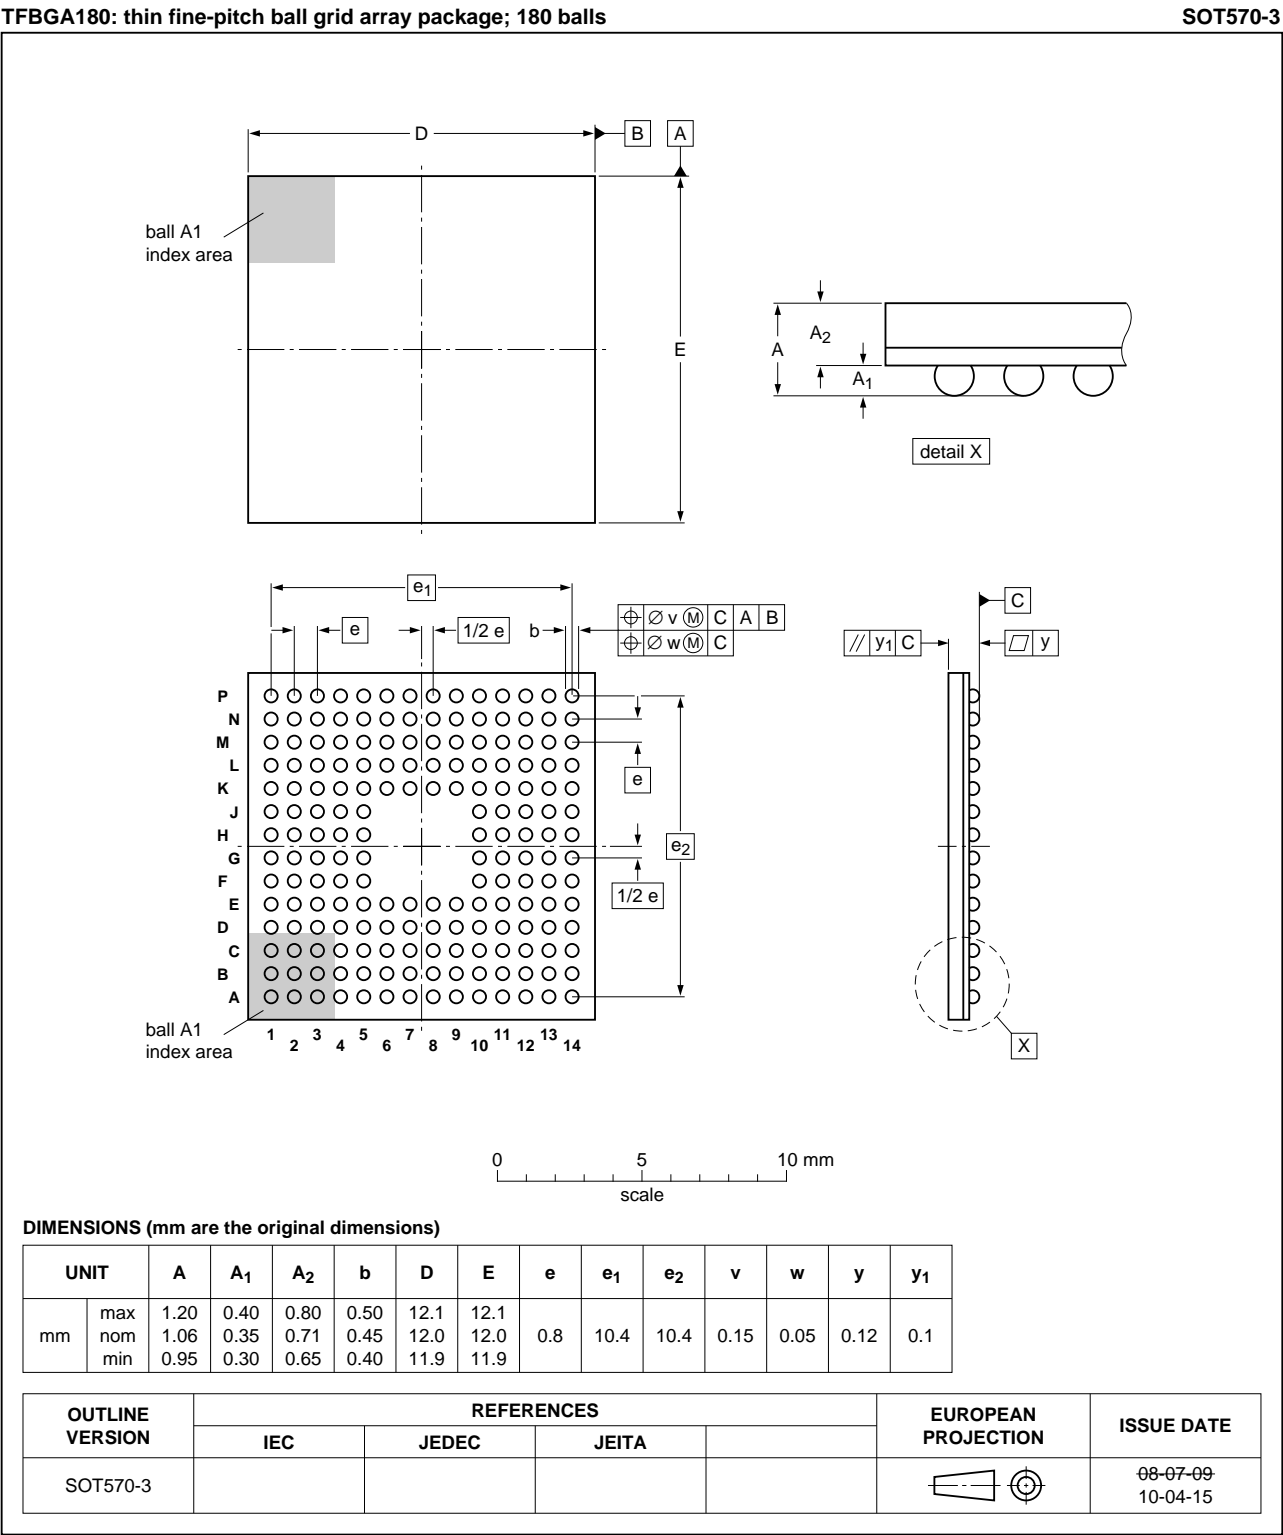 TFBGA180: thin fine-pitch ball grid array package; 180 balls SOT570-3
D B A
ball A1
index area
E
A A2 A1
detail X
e1
e 1/2 e b ⌖ ∅ v Ⓜ C A B
⌖ ∅ w Ⓜ C
C
// y1 C ▱ y
P
N
M
L
K
J
H
G
F
E
D
C
B
A
e
e2
1/2 e
ball A1
index area
1 2 3 4 5 6 7 8 9 10 11 12 13 14
X
0 5 10 mm
scale
DIMENSIONS (mm are the original dimensions)
UNIT A A1 A2 b D E e e1 e2 v w y y1
mm max 1.20 0.40 0.80 0.50 12.1 12.1
nom 1.06 0.35 0.71 0.45 12.0 12.0 0.8 10.4 10.4 0.15 0.05 0.12 0.1
min 0.95 0.30 0.65 0.40 11.9 11.9
OUTLINE VERSION REFERENCES EUROPEAN PROJECTION ISSUE DATE
IEC JEDEC JEITA
SOT570-3 08-07-09
10-04-15